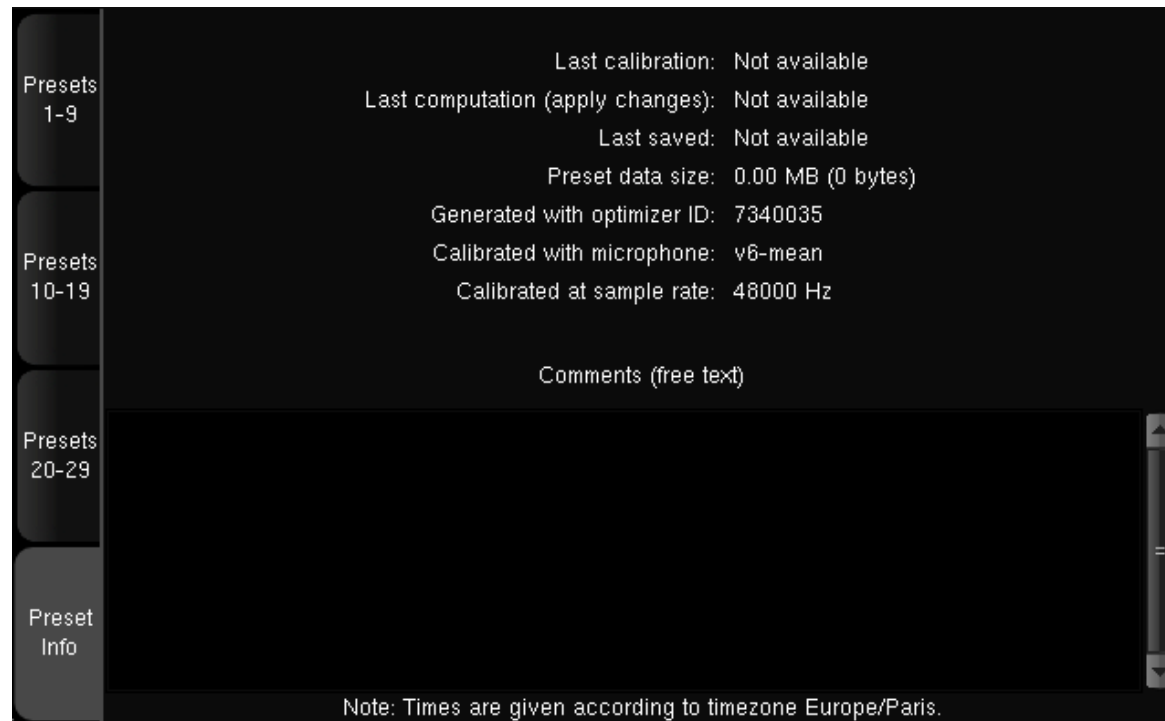 Presets
1-9
Presets
10-19
Presets
20-29
Preset
Info
Last calibration: Not available
Last computation (apply changes): Not available
Last saved: Not available
Preset data size: 0.00 MB (0 bytes)
Generated with optimizer ID: 7340035
Calibrated with microphone: v6-mean
Calibrated at sample rate: 48000 Hz
Comments (free text)
Note: Times are given according to timezone Europe/Paris.